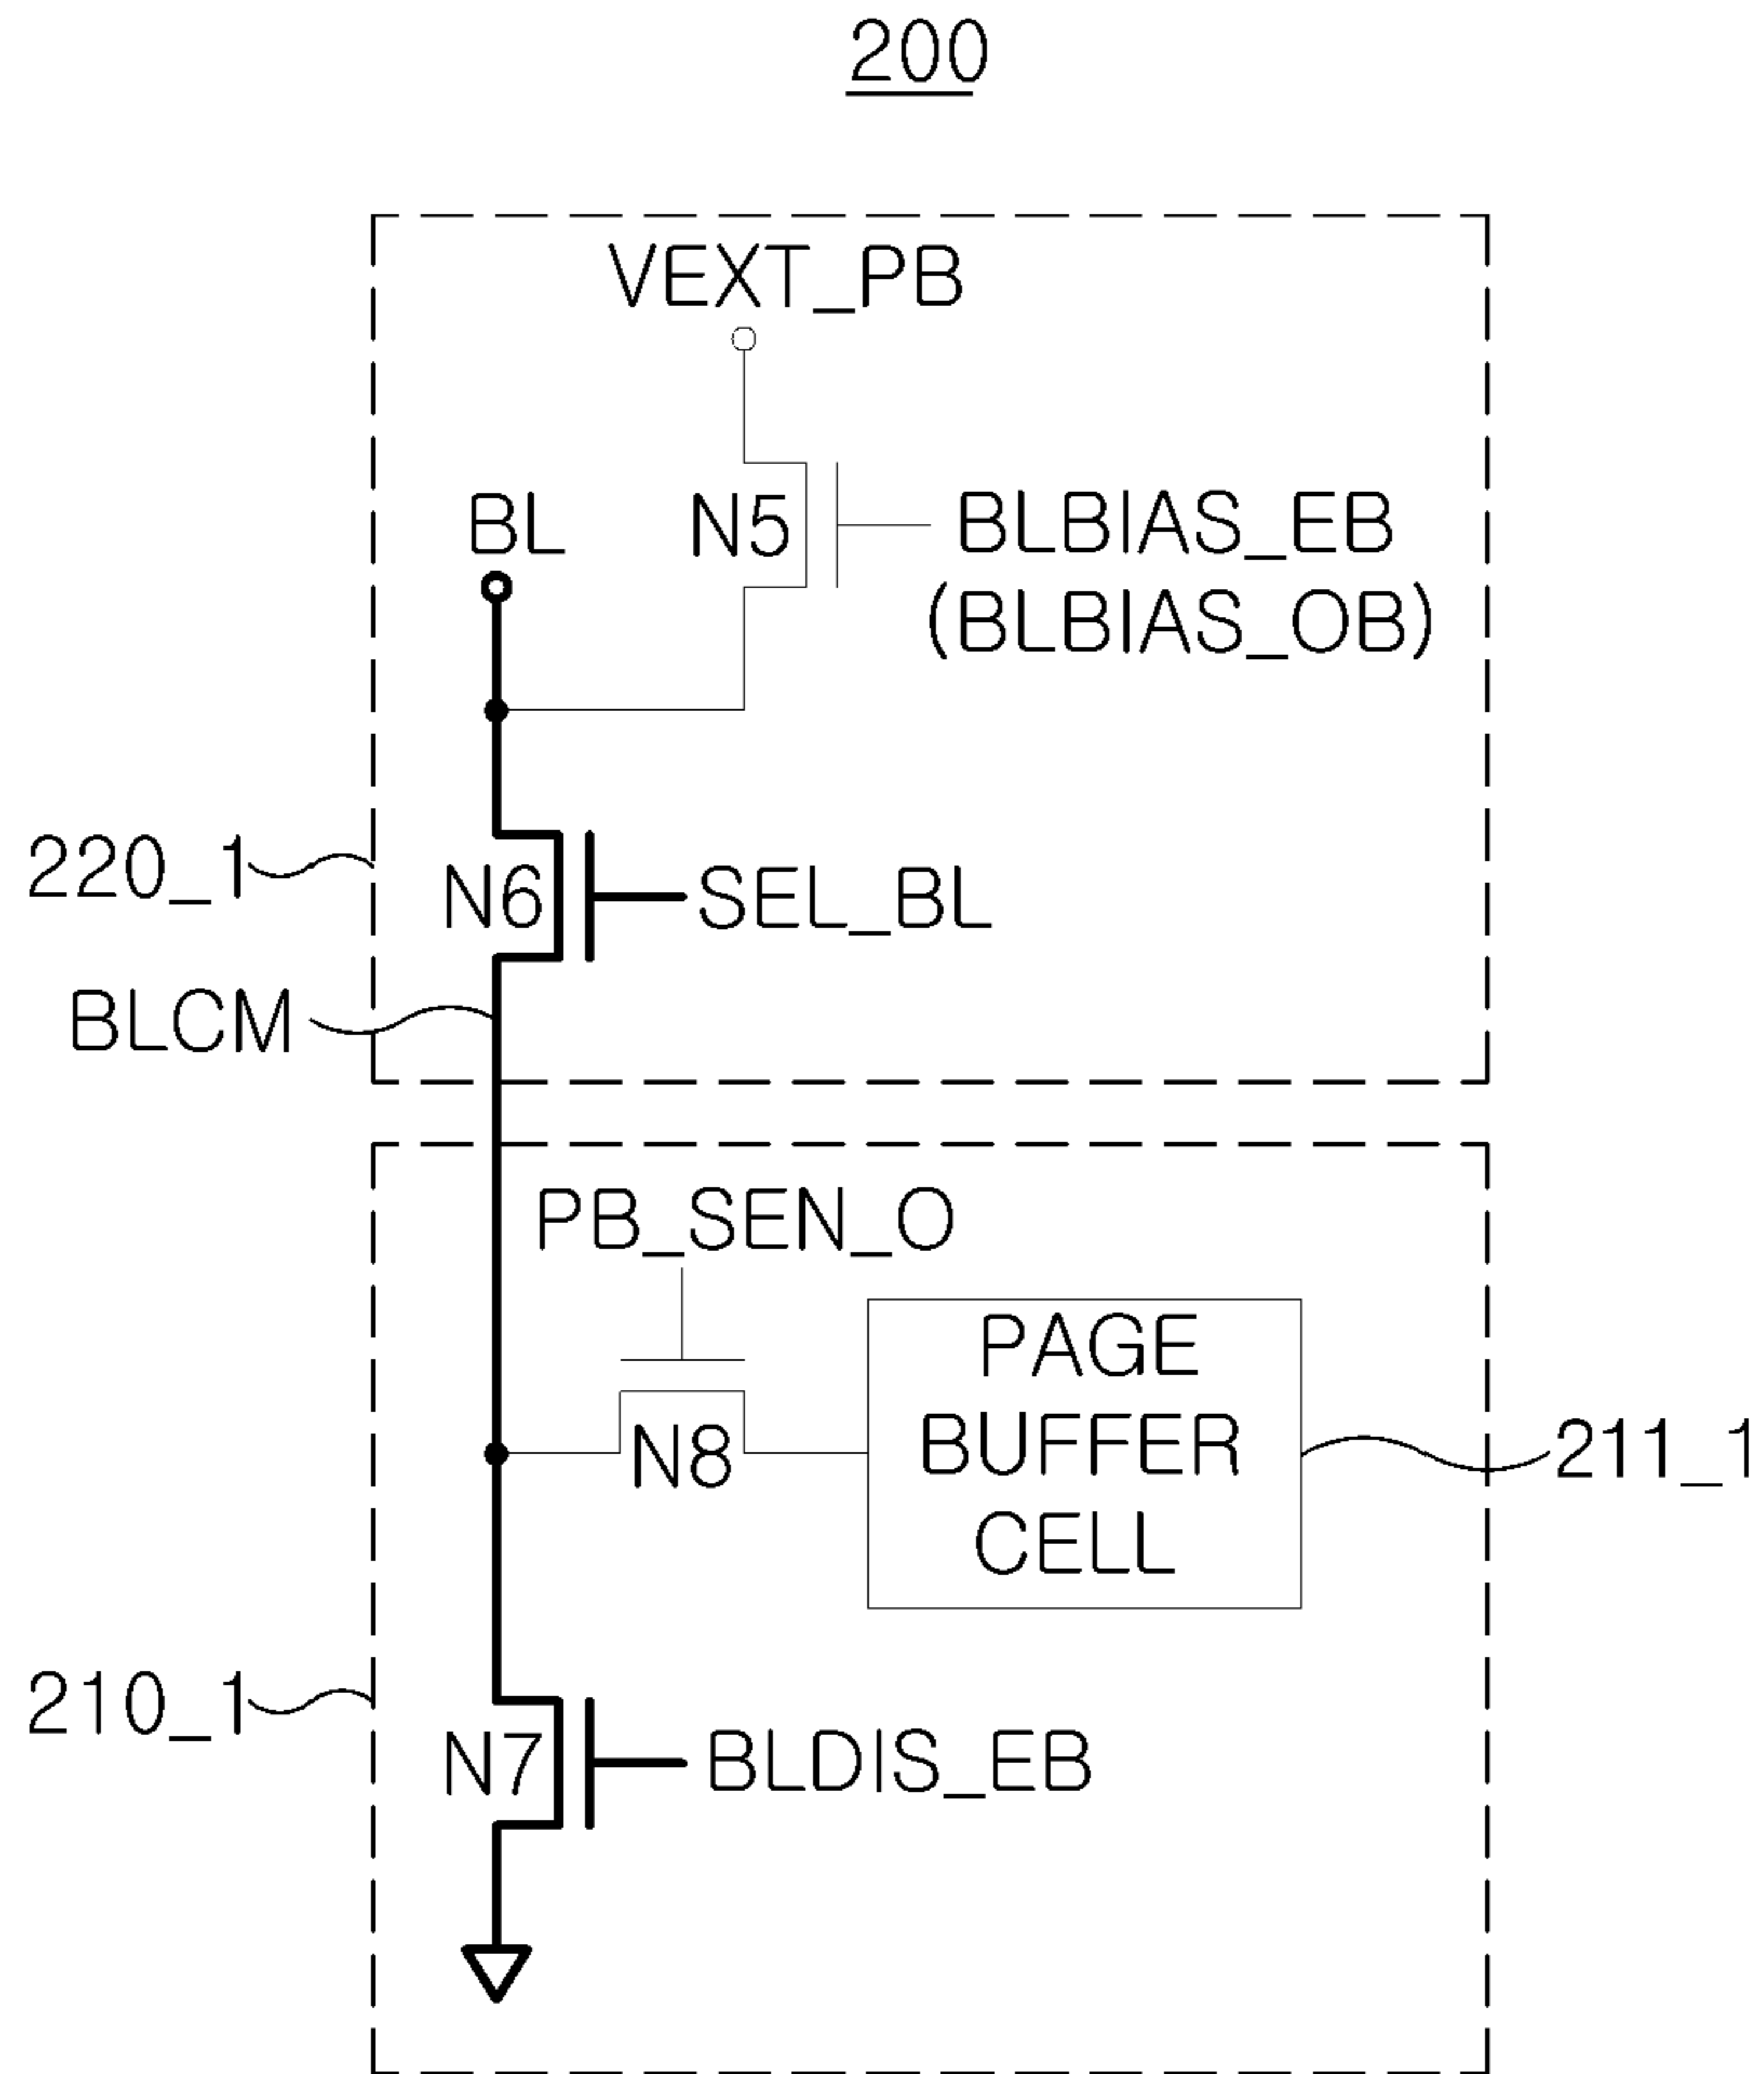 200
VEXT_PB
BL
N5
BLBIAS_EB
(BLBIAS_OB)
220_1
N6
SEL_BL
BLCM
PB_SEN_O
PAGE
BUFFER
CELL
N8
211_1
210_1
N7
BLDIS_EB